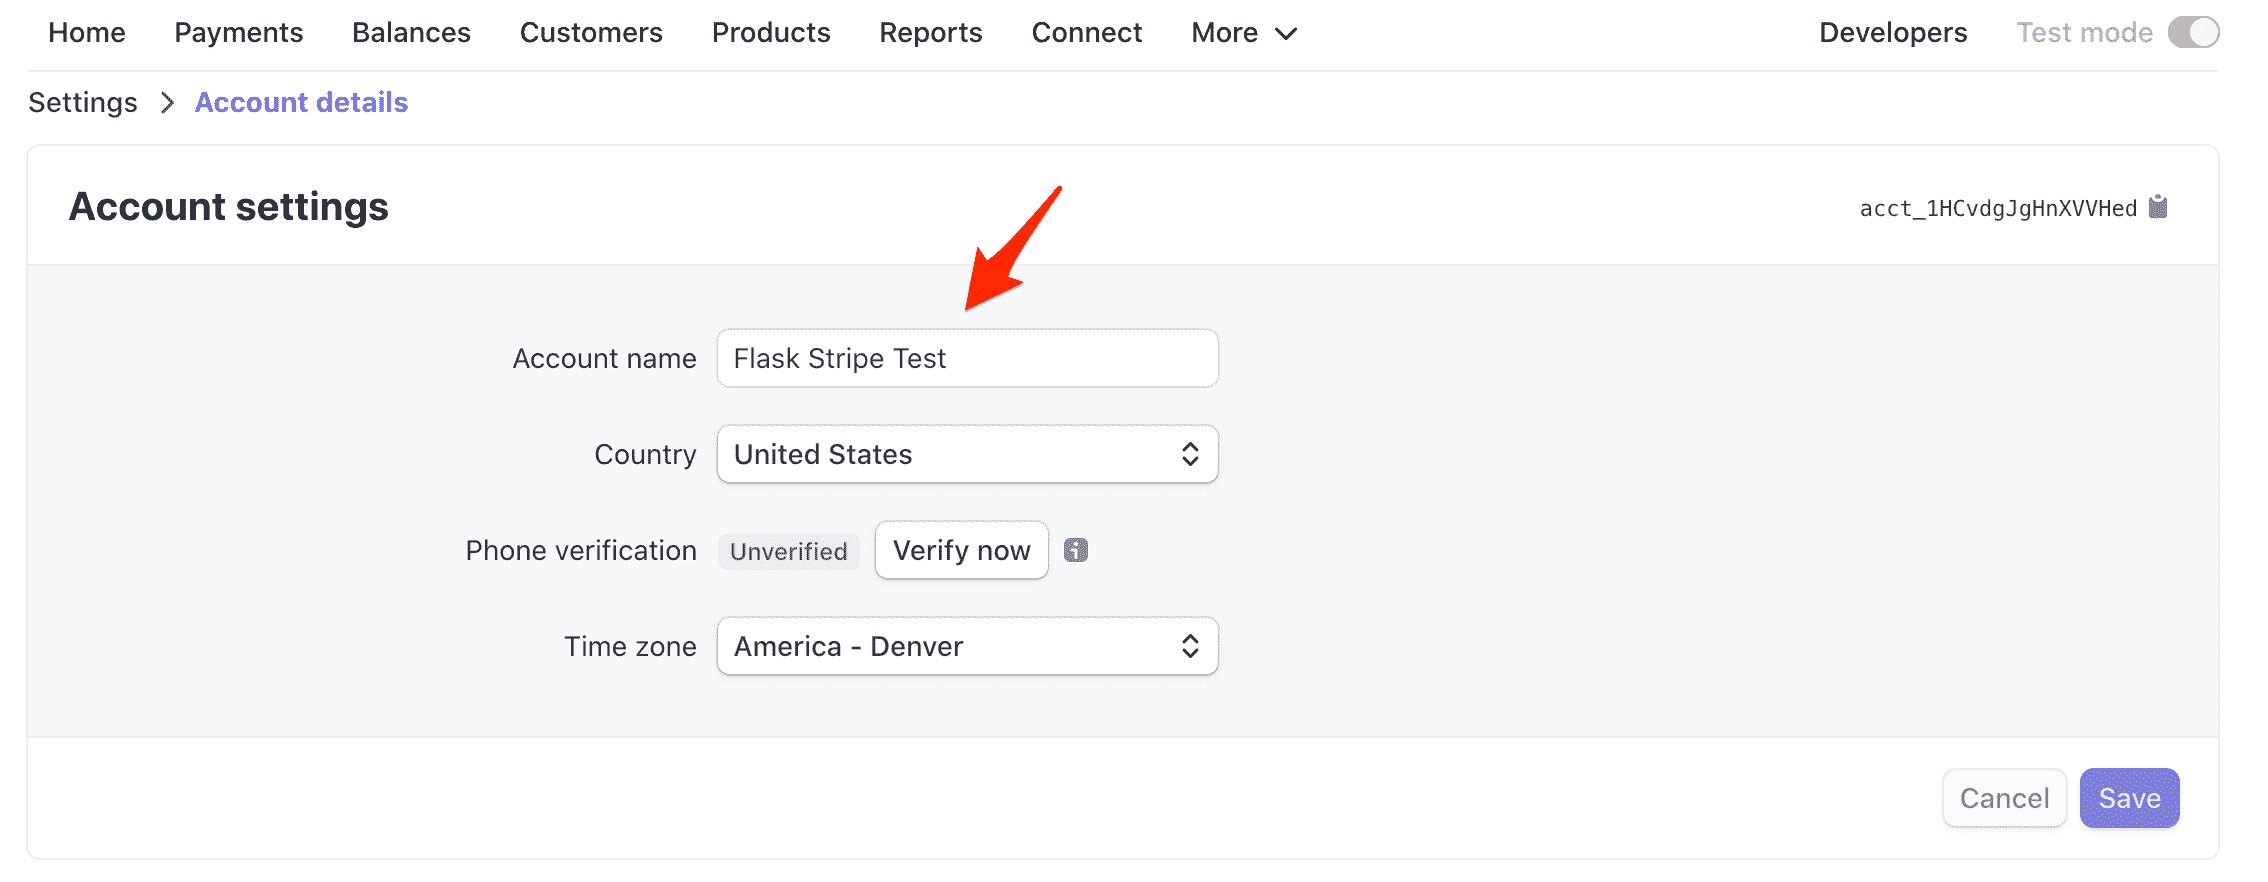 Home Payments Balances Customers Products Reports Connect More Developers Test mode
Settings > Account details
Account settings acct_1HCvdgJgHnXVVHed
Account name Flask Stripe Test
Country United States
Phone verification Unverified Verify now
Time zone America - Denver
Cancel Save